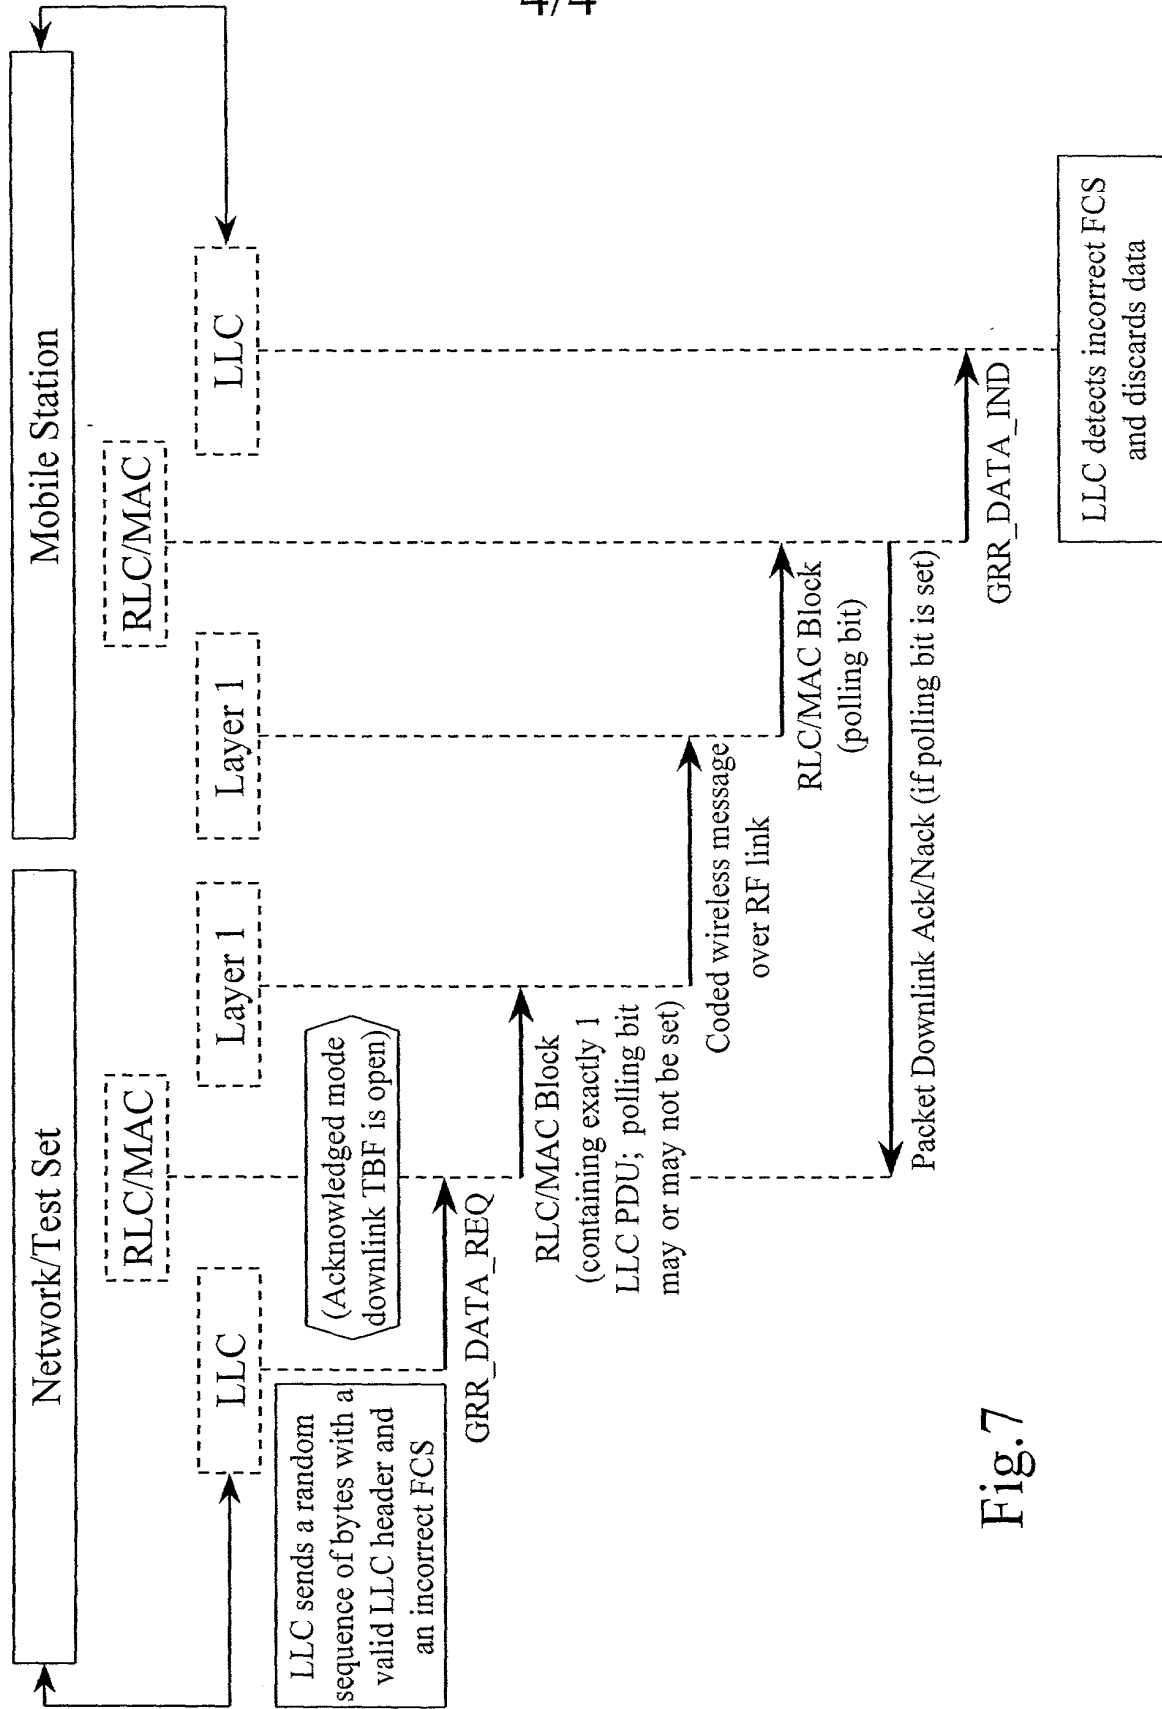 4/4
Network/Test Set
Mobile Station
RLC/MAC
RLC/MAC
LLC
Layer 1
Layer 1
LLC
LLC sends a random
sequence of bytes with a
valid LLC header and
an incorrect FCS
(Acknowledged mode
downlink TBF is open)
GRR_DATA_REQ
RLC/MAC Block
(containing exactly 1
LLC PDU; polling bit
may or may not be set)
Coded wireless message
over RF link
RLC/MAC Block
(polling bit)
Packet Downlink Ack/Nack (if polling bit is set)
GRR_DATA_IND
LLC detects incorrect FCS
and discards data
Fig.7